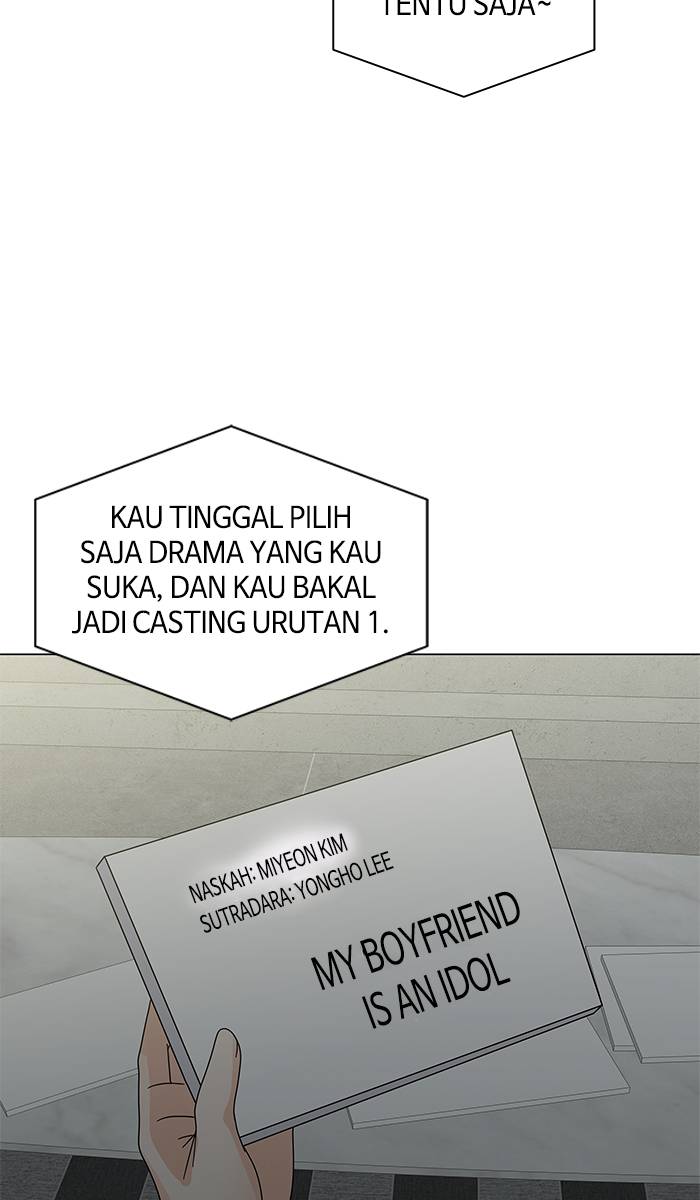 TENTU SAJA~
KAU TINGGAL PILIH
SAJA DRAMA YANG KAU
SUKA, DAN KAU BAKAL
JADI CASTING URUTAN 1.
NASKAH: MIYEON KIM
SUTRADARA: YONGHO LEE
MY BOYFRIEND
IS AN IDOL